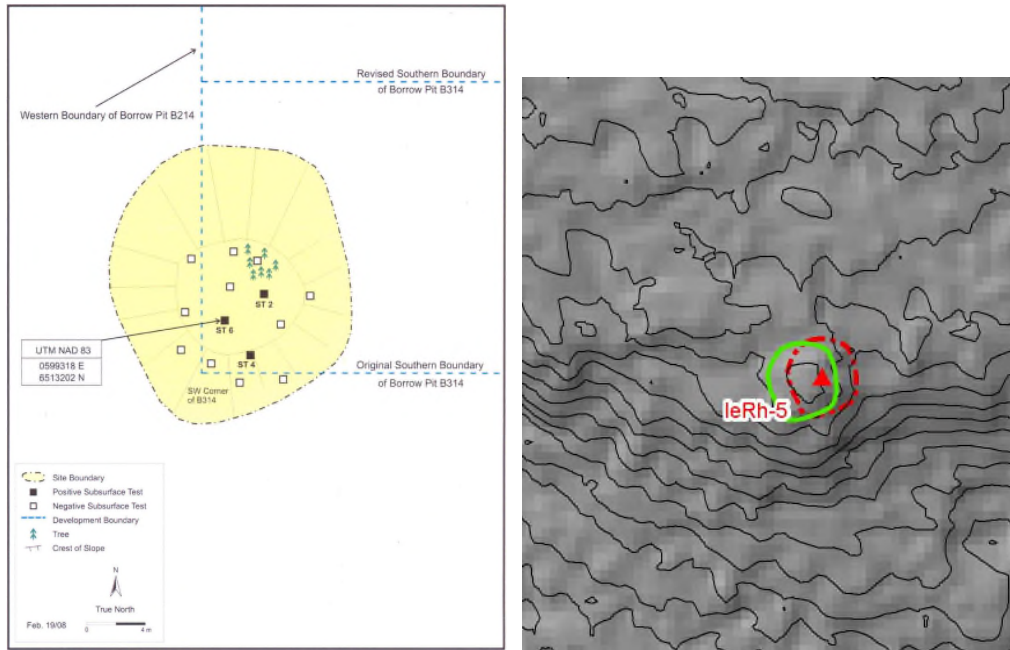 Revised Southern Boundary
of Borrow Pit B314
Western Boundary of Borrow Pit B214
ST 2
ST 6
UTM NAD 83
0599318 E
6513202 N
ST 4
Original Southern Boundary
of Borrow Pit B314
SW Corner
of B314
Site Boundary
Positive Subsurface Test
Negative Subsurface Test
Development Boundary
Tree
Crest of Slope
N
True North
Feb. 19/08
0 4 m
IeRh-5